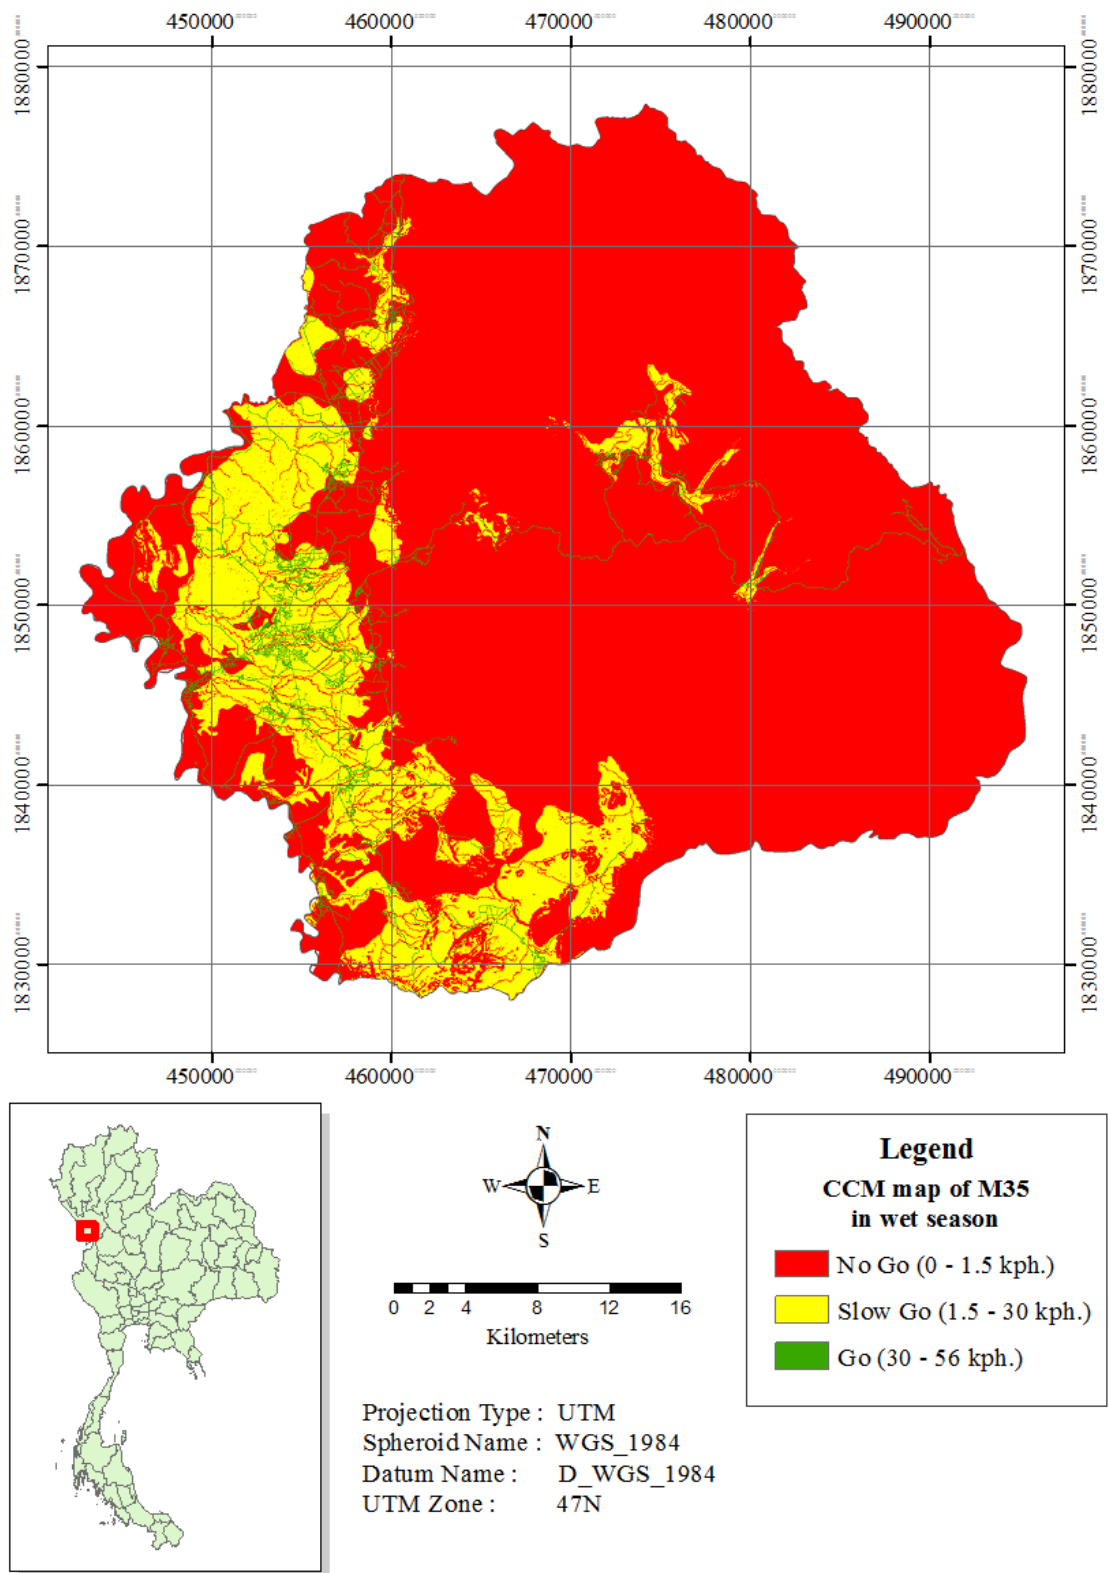 450000 460000 470000 480000 490000
1880000 1880000
1870000 1870000
1860000 1860000
1850000 1850000
1840000 1840000
1830000 1830000
450000 460000 470000 480000 490000
N
W E
S
0 2 4 8 12 16
Kilometers
Projection Type : UTM
Spheroid Name : WGS_1984
Datum Name : D_WGS_1984
UTM Zone : 47N
Legend
CCM map of M35
in wet season
No Go (0 - 1.5 kph.)
Slow Go (1.5 - 30 kph.)
Go (30 - 56 kph.)